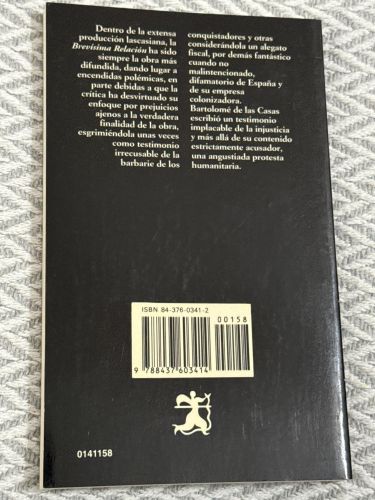 Dentro de la extensa
producción lascasiana, la
Brevísima Relación ha sido
siempre la obra más
difundida, dando lugar a
encendidas polémicas, en
parte debidas a que la
crítica ha desvirtuado su
enfoque por prejuicios
ajenos a la verdadera
finalidad de la obra,
esgrimiéndola unas veces
como testimonio
irrecusable de la
barbarie de los
conquistadores y otras
considerándola un alegato
fiscal, por demás fantástico
cuando no
malintencionado,
difamatorio de España y
de su empresa
colonizadora.
Bartolomé de las Casas
escribió un testimonio
implacable de la injusticia
y más allá de su contenido
estrictamente acusador,
una angustiada protesta
humanitaria.
ISBN 84-376-0341-2
00158
9 788437 603414
0141158